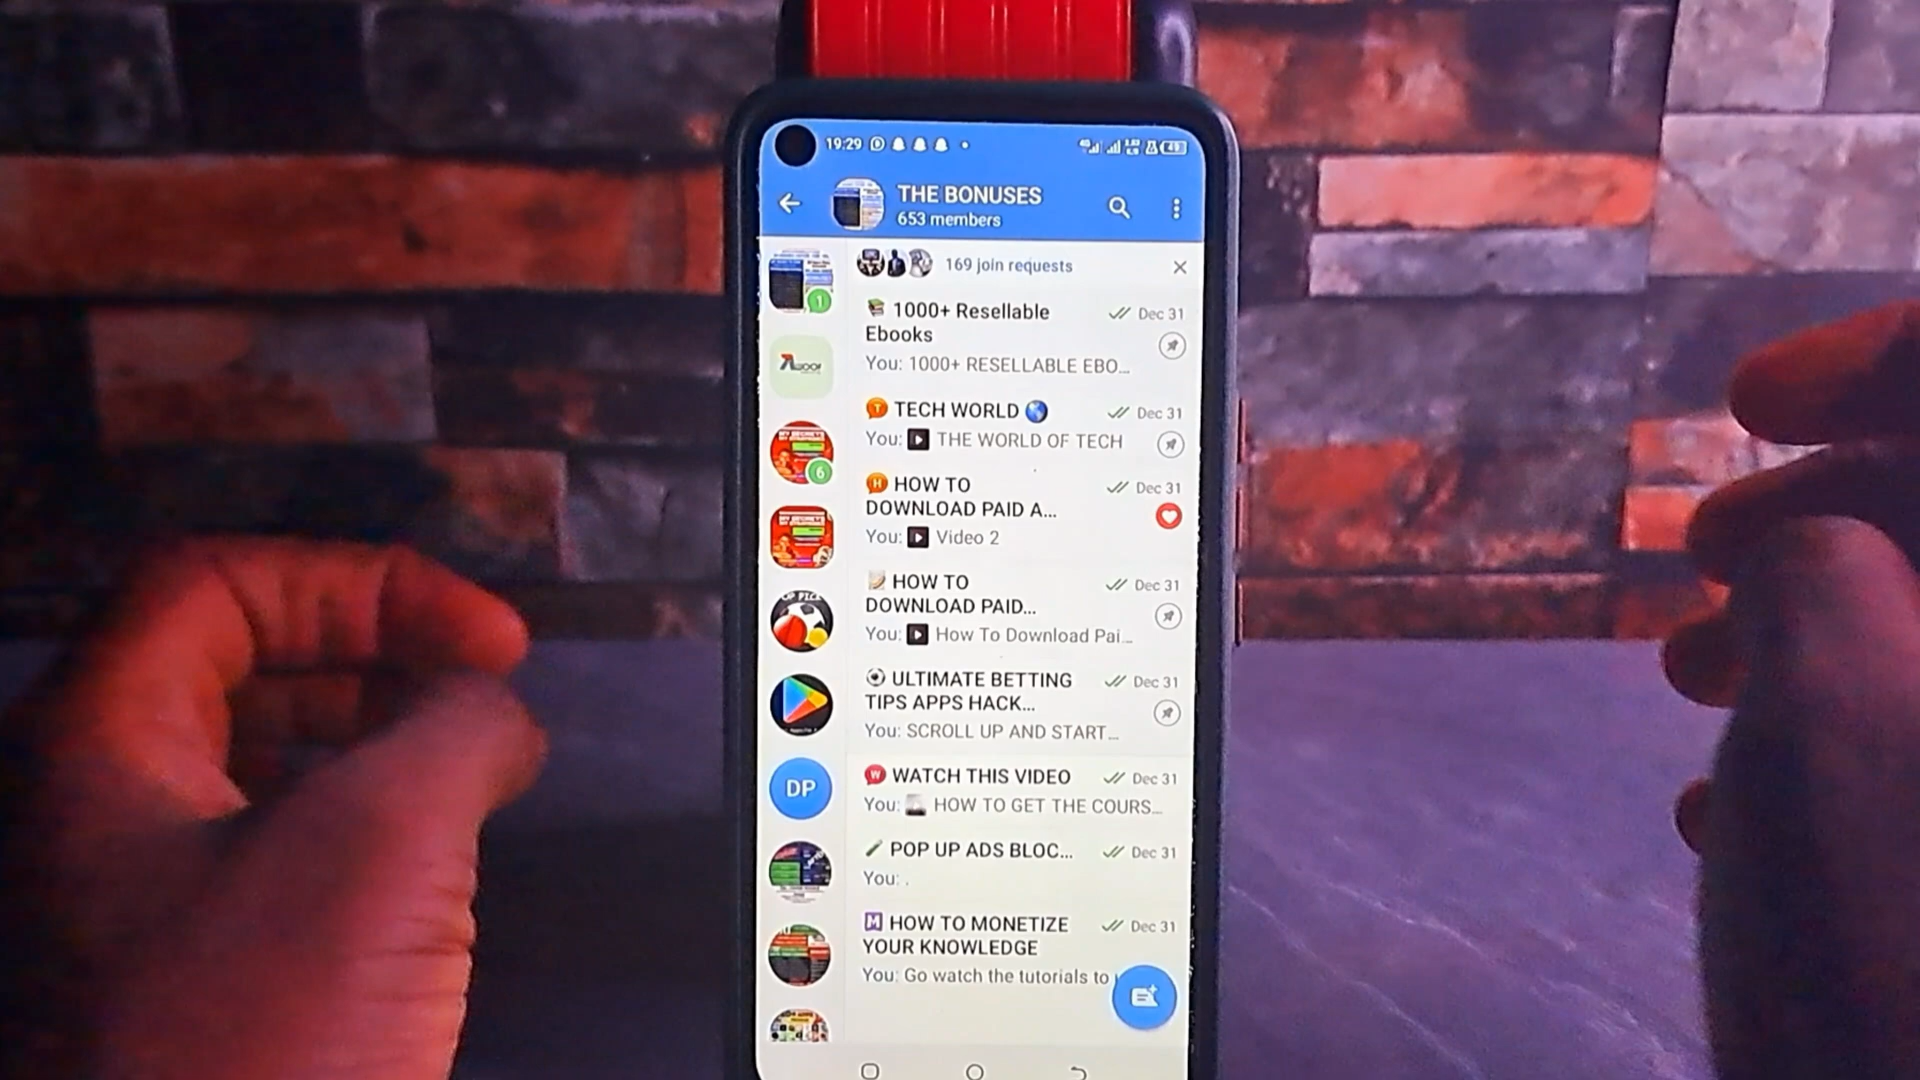 19:29
49
THE BONUSES
653 members
169 join requests
1
1000+ Resellable
Ebooks
Dec 31
You: 1000+ RESELLABLE EBO...
TECH WORLD
Dec 31
You: THE WORLD OF TECH
6
HOW TO
DOWNLOAD PAID A...
Dec 31
You: Video 2
HOW TO
DOWNLOAD PAID...
Dec 31
You: How To Download Pai...
ULTIMATE BETTING
TIPS APPS HACK...
Dec 31
You: SCROLL UP AND START...
DP
WATCH THIS VIDEO
Dec 31
You: HOW TO GET THE COURS...
POP UP ADS BLOC...
Dec 31
You: .
HOW TO MONETIZE
YOUR KNOWLEDGE
Dec 31
You: Go watch the tutorials to